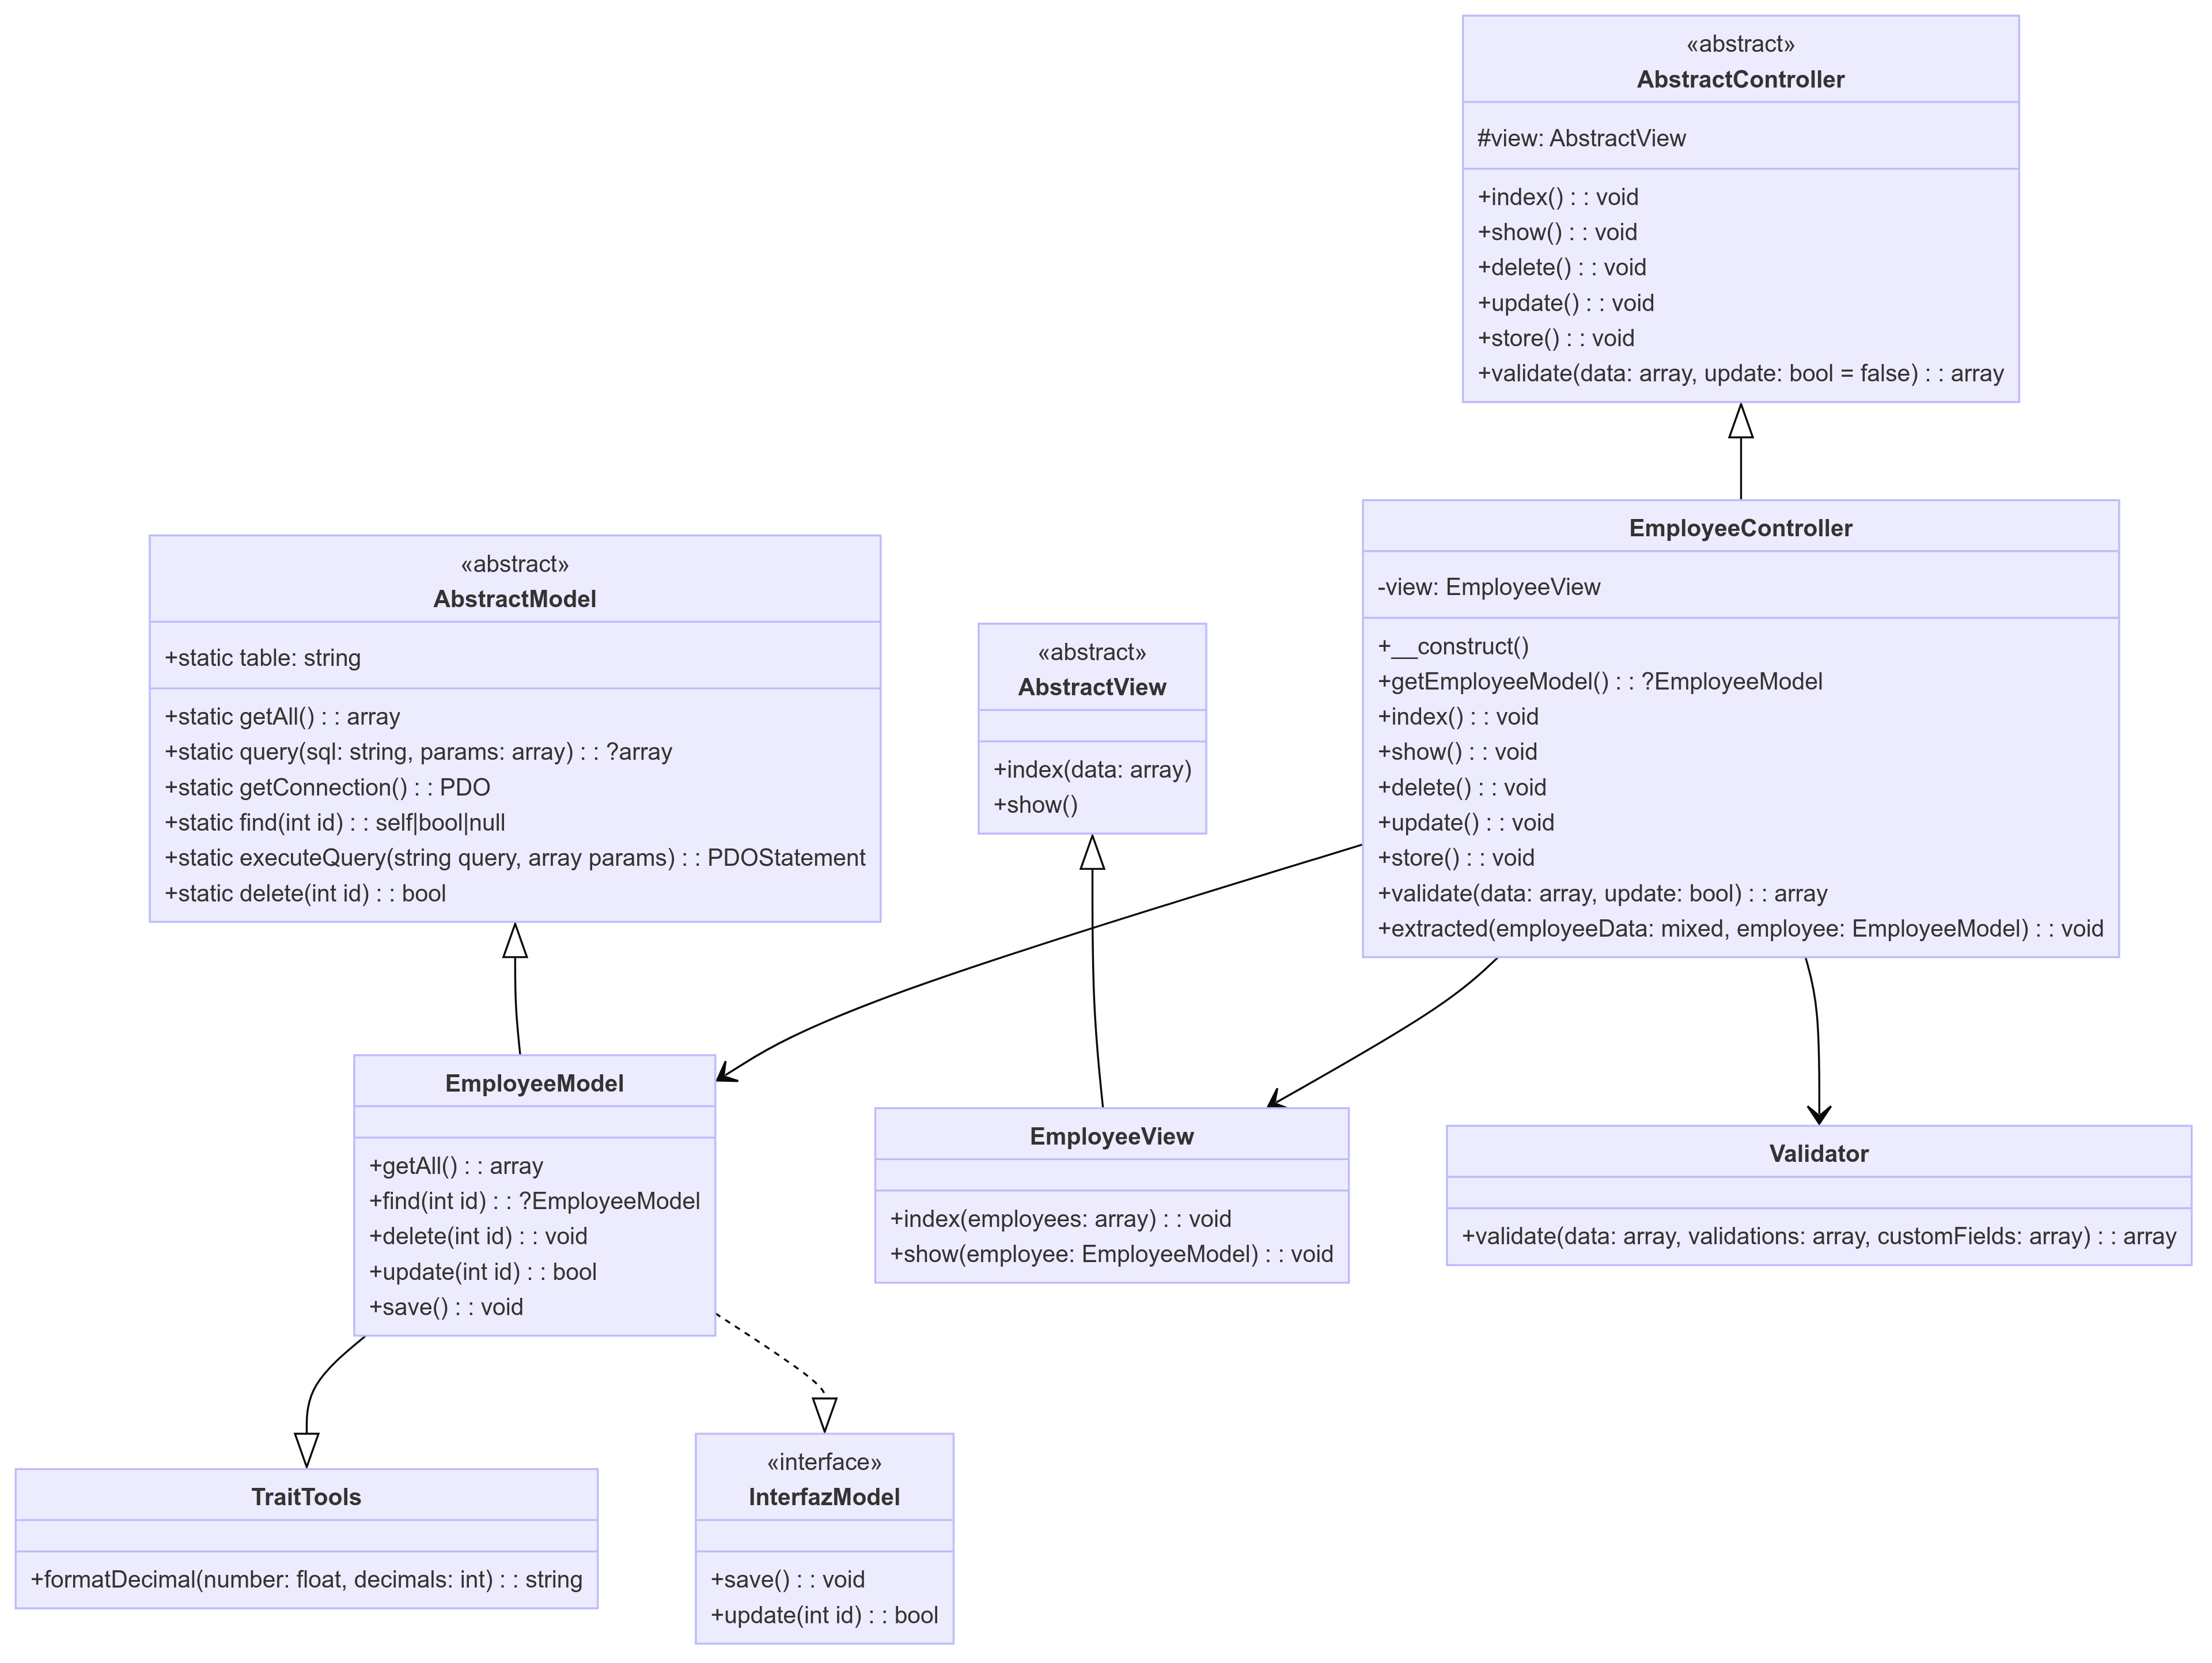 «abstract»
AbstractController
#view: AbstractView
+index() : : void
+show() : : void
+delete() : : void
+update() : : void
+store() : : void
+validate(data: array, update: bool = false) : : array
EmployeeController
-view: EmployeeView
+__construct()
+getEmployeeModel() : : ?EmployeeModel
+index() : : void
+show() : : void
+delete() : : void
+update() : : void
+store() : : void
+validate(data: array, update: bool) : : array
+extracted(employeeData: mixed, employee: EmployeeModel) : : void
«abstract»
AbstractModel
+static table: string
+static getAll() : : array
+static query(sql: string, params: array) : : ?array
+static getConnection() : : PDO
+static find(int id) : : self|bool|null
+static executeQuery(string query, array params) : : PDOStatement
+static delete(int id) : : bool
«abstract»
AbstractView
+index(data: array)
+show()
EmployeeModel
+getAll() : : array
+find(int id) : : ?EmployeeModel
+delete(int id) : : void
+update(int id) : : bool
+save() : : void
EmployeeView
+index(employees: array) : : void
+show(employee: EmployeeModel) : : void
Validator
+validate(data: array, validations: array, customFields: array) : : array
TraitTools
+formatDecimal(number: float, decimals: int) : : string
«interface»
InterfazModel
+save() : : void
+update(int id) : : bool